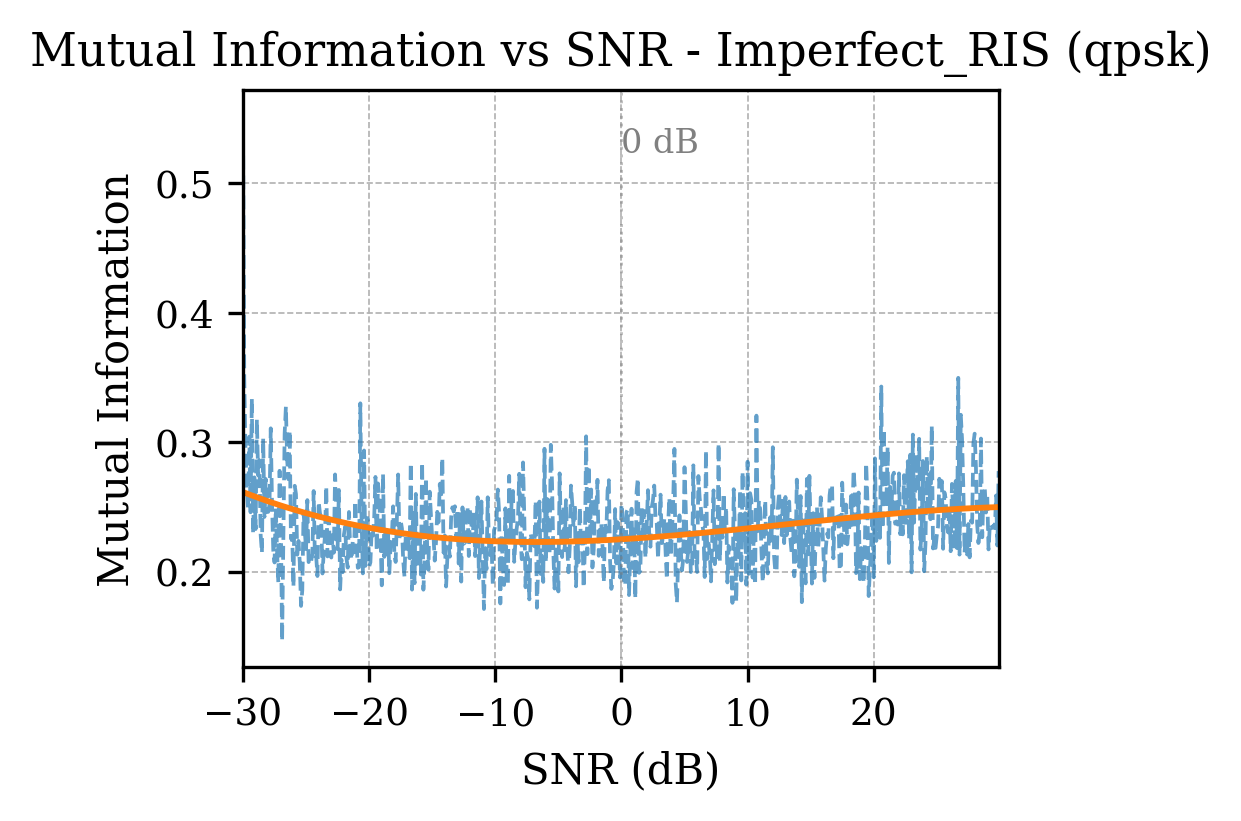 Mutual Information vs SNR - Imperfect_RIS (qpsk)
0 dB
Mutual Information
0.5
0.4
0.3
0.2
−30 −20 −10 0 10 20
SNR (dB)